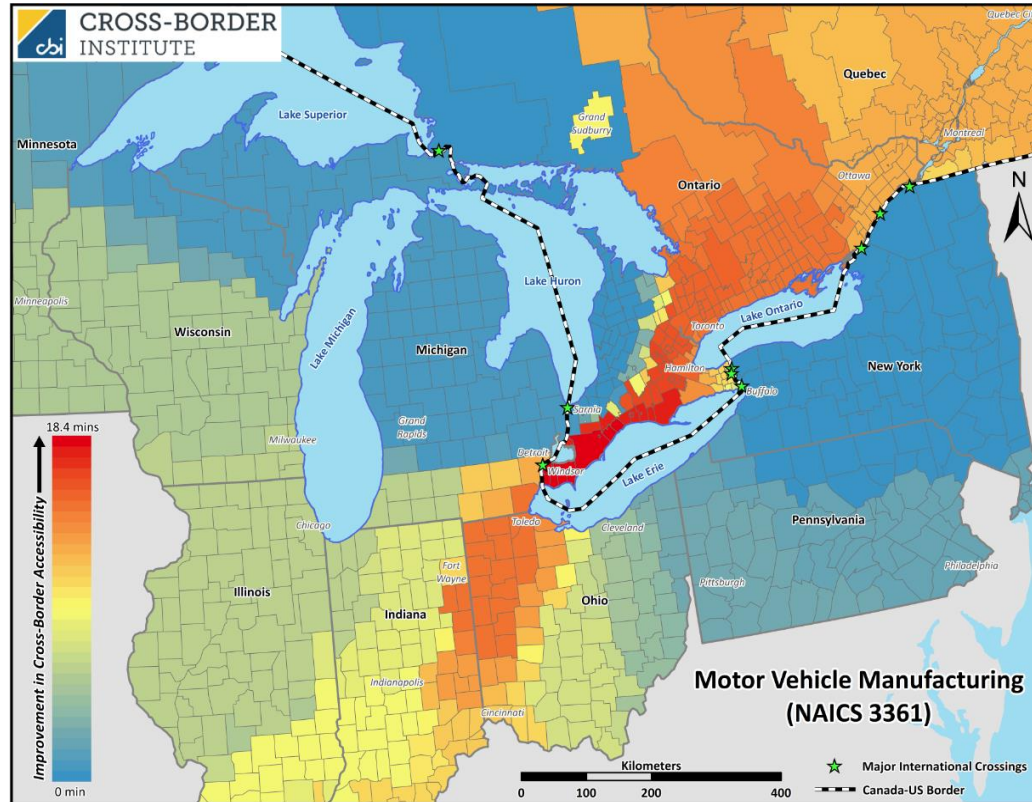 cbi
CROSS-BORDER
INSTITUTE
Quebec Cit
Quebec
Lake Superior
Grand
Sudburry
Montreal
Minnesota
Ottawa
Ontario
N
Lake Huron
Minneapolis
Wisconsin
Lake Michigan
Michigan
Toronto
Lake Ontario
Hamilton
New York
Buffalo
Sarnia
Grand
Rapids
18.4 mins
Milwaukee
Detroit
Windsor
Lake Erie
Toledo
Chicago
Cleveland
Pennsylvania
Philadelphia
Fort
Wayne
Pittsburgh
Illinois
Indiana
Ohio
Indianapolis
Cincinnati
Improvement in Cross-Border Accessibility
0 min
Motor Vehicle Manufacturing
(NAICS 3361)
Kilometers
0 100 200 400
Major International Crossings
Canada-US Border